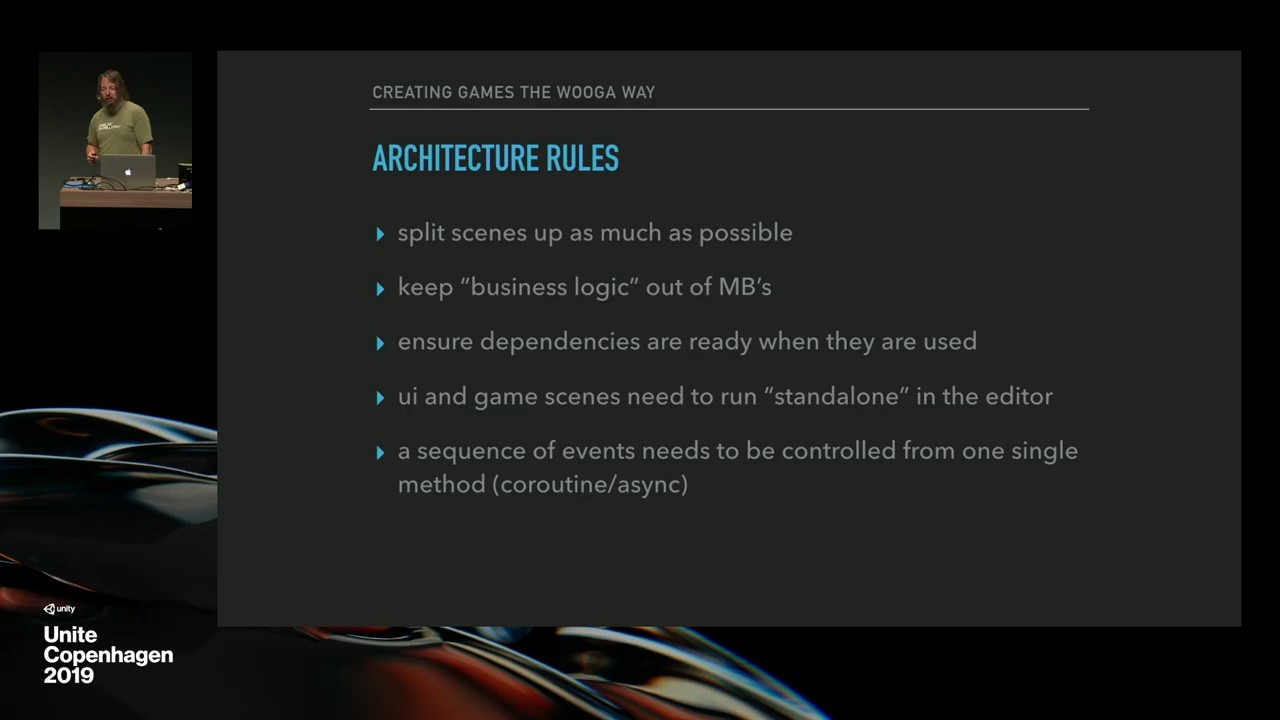 CREATING GAMES THE WOOGA WAY
ARCHITECTURE RULES
split scenes up as much as possible
keep “business logic” out of MB’s
ensure dependencies are ready when they are used
ui and game scenes need to run “standalone” in the editor
a sequence of events needs to be controlled from one single
method (coroutine/async)
unity
Unite
Copenhagen
2019